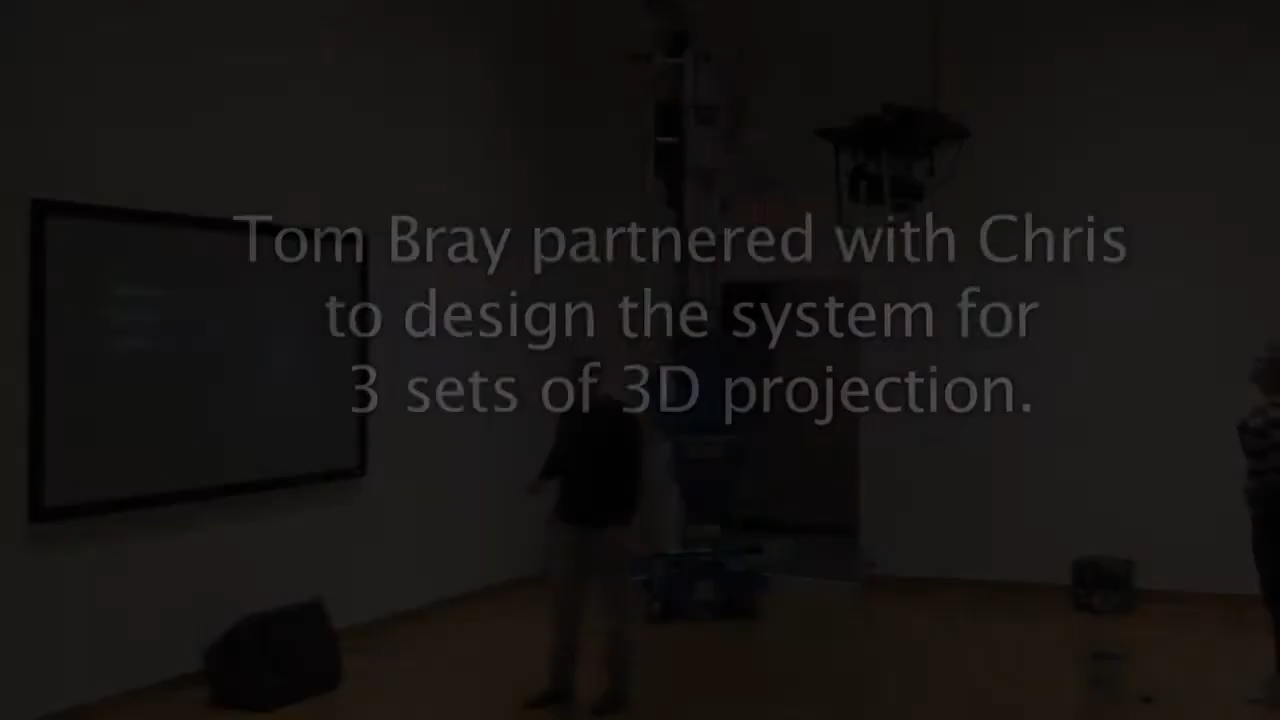 Tom Bray partnered with Chris
to design the system for
3 sets of 3D projection.